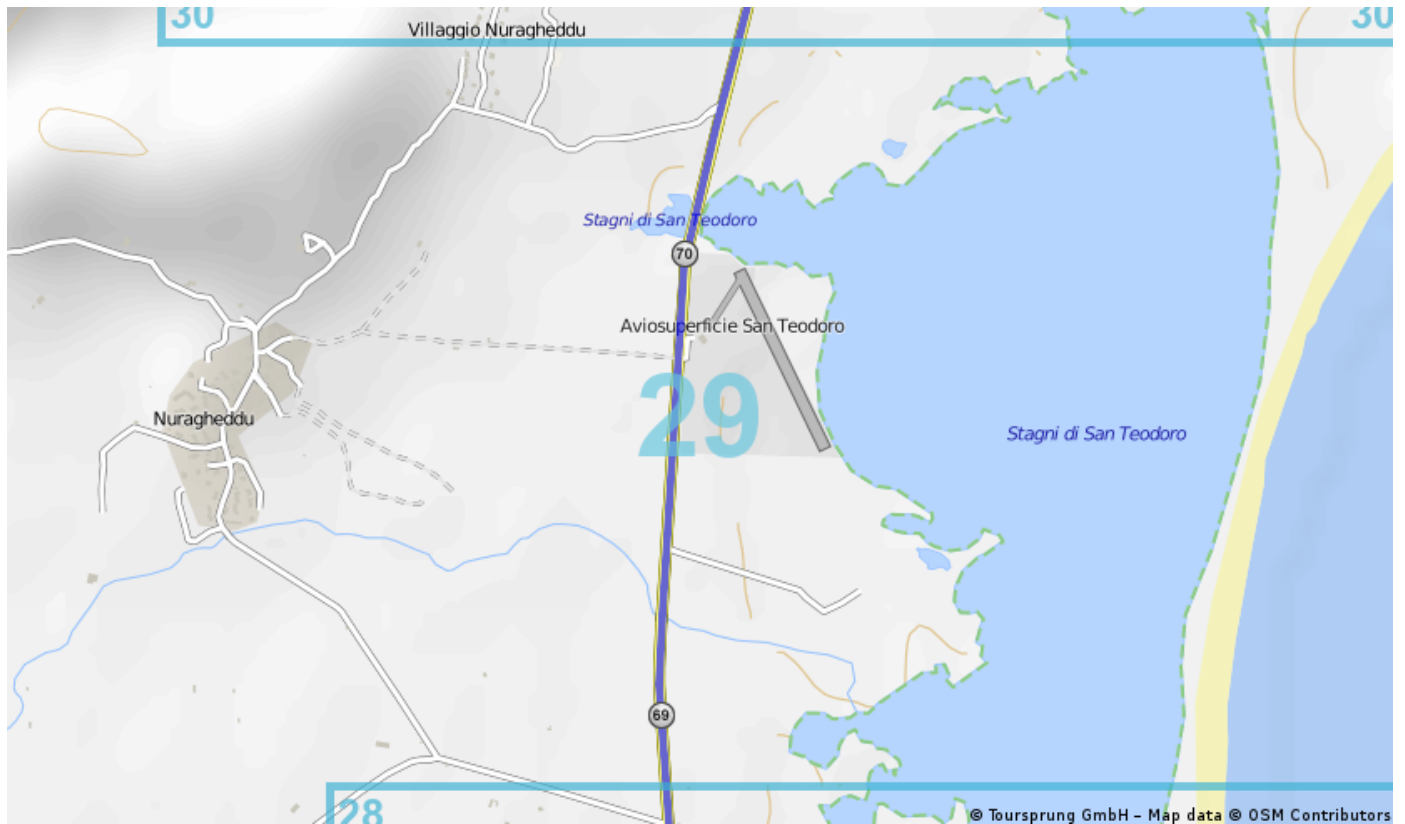 30
30
Villaggio Nuragheddu
Stagni di San Teodoro
70
Aviosuperficie San Teodoro
29
Nuragheddu
Stagni di San Teodoro
69
28
© Toursprung GmbH – Map data © OSM Contributors